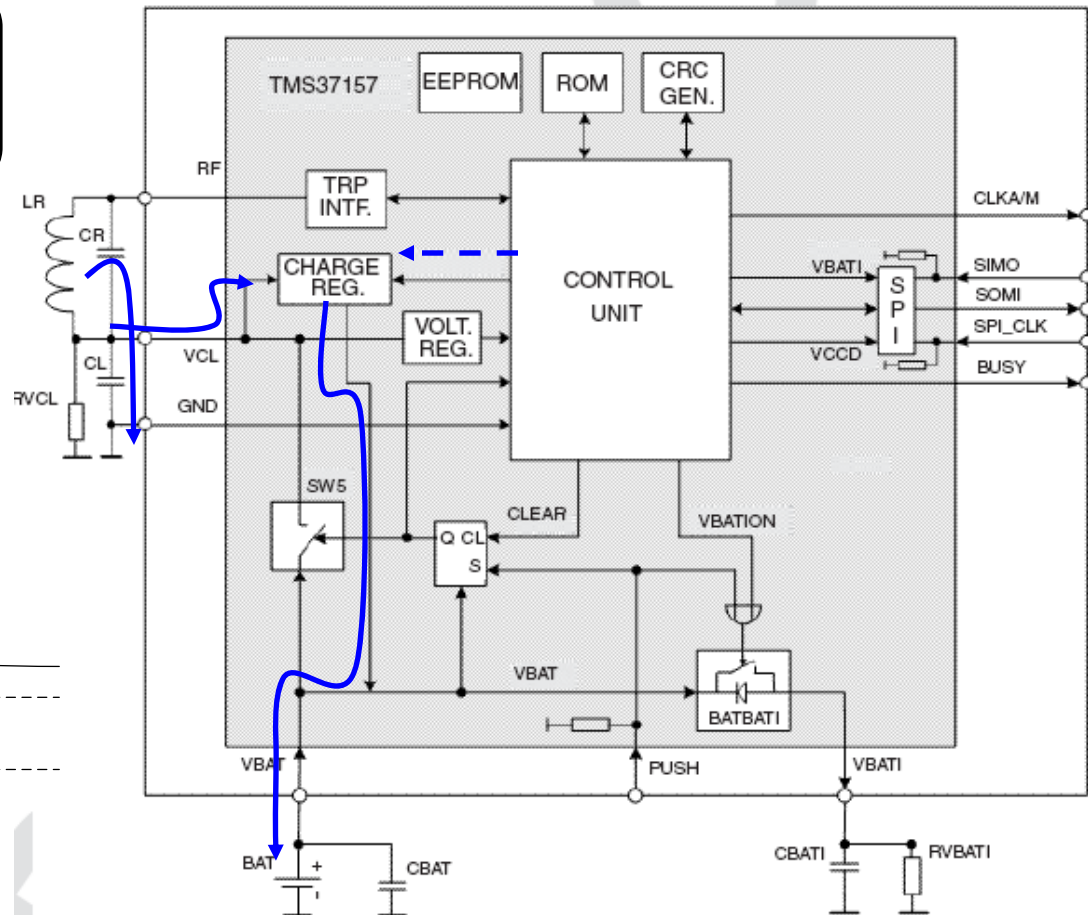 TMS37157
EEPROM
ROM
CRC
GEN.
RF
TRP
INTF.
LR
CR
CLKA/M
CHARGE
REG.
CONTROL
UNIT
VBATI
SPI
SIMO
SOMI
SPI_CLK
VOLT.
REG.
VCL
CL
VCCD
BUSY
RVCL
GND
SW5
CLEAR
VBATION
Q CL
S
VBAT
BATBATI
VBAT
PUSH
VBATI
BAT
+
-
CBAT
CBATI
RVBATI